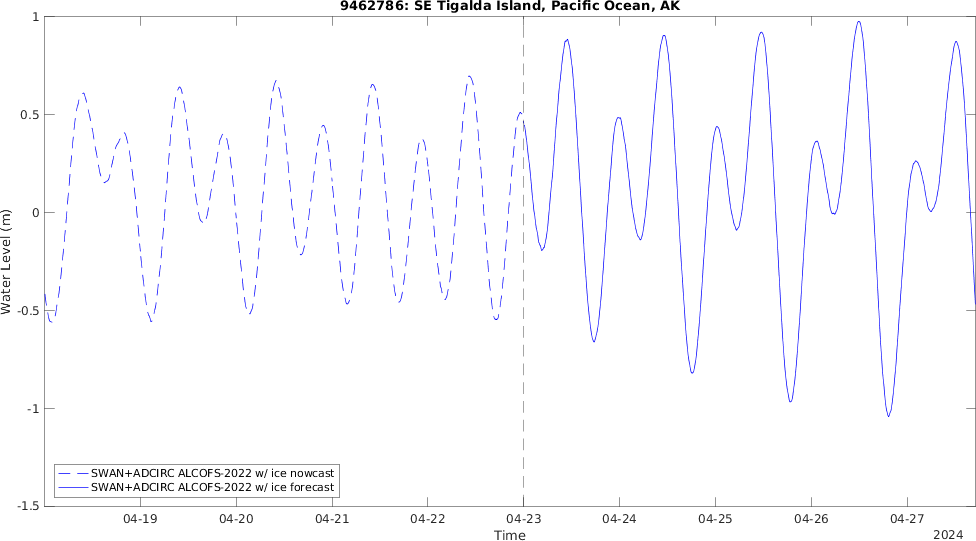 9462786: SE Tigalda Island, Pacific Ocean, AK
1
0.5
0
-0.5
-1
-1.5
Water Level (m)
SWAN+ADCIRC ALCOFS-2022 w/ ice nowcast
SWAN+ADCIRC ALCOFS-2022 w/ ice forecast
04-19 04-20 04-21 04-22 04-23 04-24 04-25 04-26 04-27
Time
2024